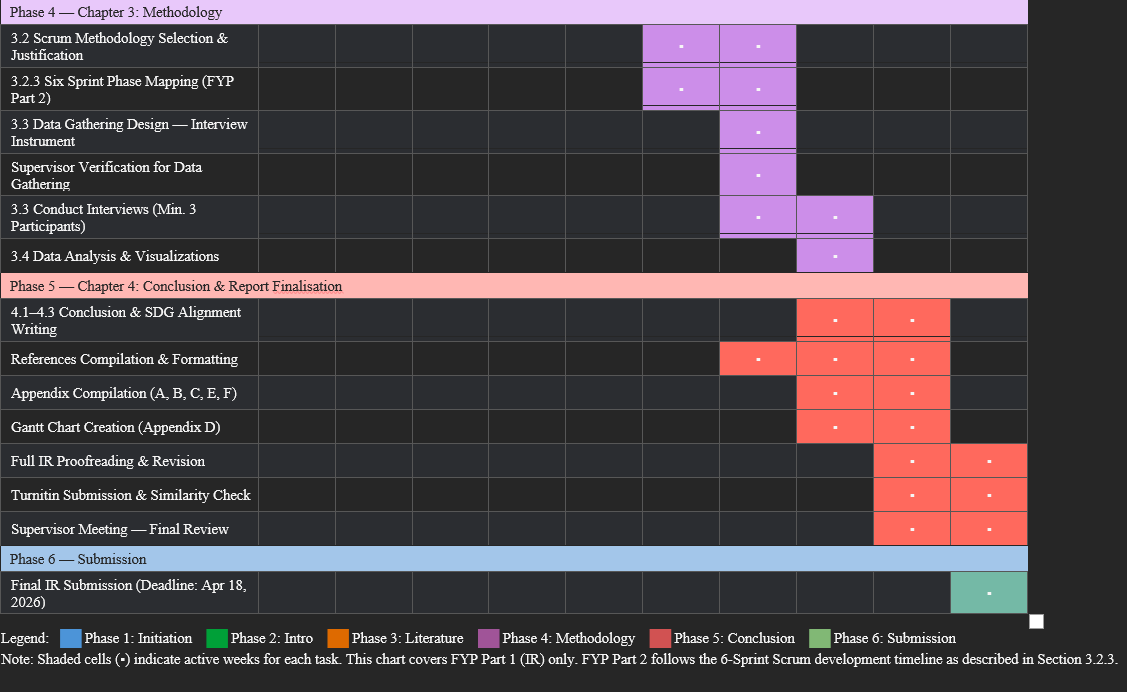 Phase 4 — Chapter 3: Methodology
3.2 Scrum Methodology Selection &
Justification
3.2.3 Six Sprint Phase Mapping (FYP
Part 2)
3.3 Data Gathering Design — Interview
Instrument
Supervisor Verification for Data
Gathering
3.3 Conduct Interviews (Min. 3
Participants)
3.4 Data Analysis & Visualizations
Phase 5 — Chapter 4: Conclusion & Report Finalisation
4.1–4.3 Conclusion & SDG Alignment
Writing
References Compilation & Formatting
Appendix Compilation (A, B, C, E, F)
Gantt Chart Creation (Appendix D)
Full IR Proofreading & Revision
Turnitin Submission & Similarity Check
Supervisor Meeting — Final Review
Phase 6 — Submission
Final IR Submission (Deadline: Apr 18,
2026)
Legend: Phase 1: Initiation Phase 2: Intro Phase 3: Literature Phase 4: Methodology Phase 5: Conclusion Phase 6: Submission
Note: Shaded cells (▪) indicate active weeks for each task. This chart covers FYP Part 1 (IR) only. FYP Part 2 follows the 6-Sprint Scrum development timeline as described in Section 3.2.3.